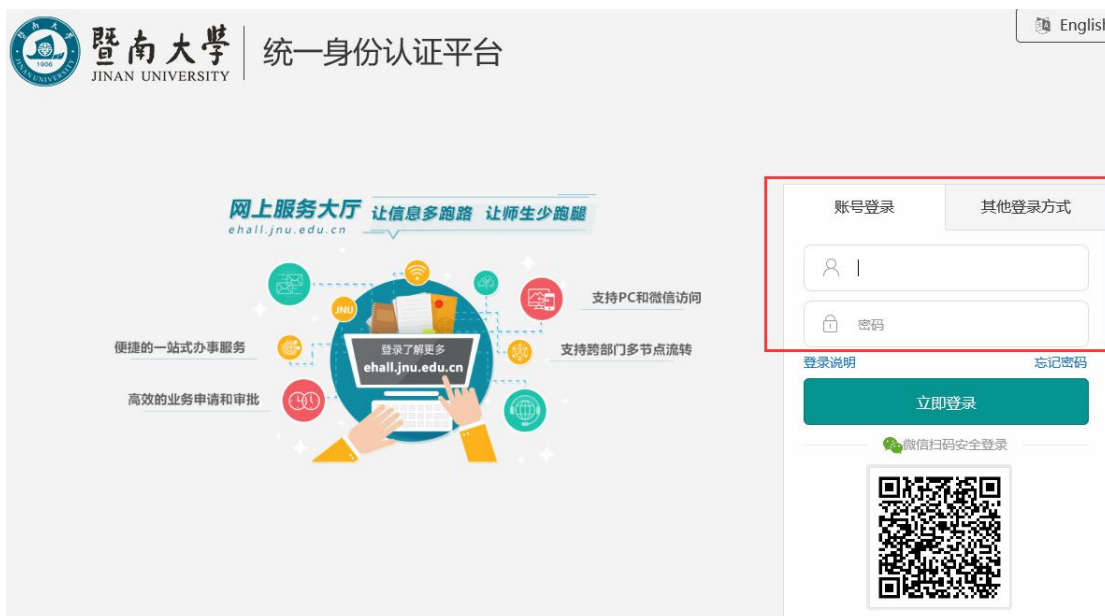 暨南大學
JINAN UNIVERSITY
统一身份认证平台
English
网上服务大厅 让信息多跑路 让师生少跑腿
ehall.jnu.edu.cn
支持PC和微信访问
JNU
便捷的一站式办事服务
登录了解更多
ehall.jnu.edu.cn
支持跨部门多节点流转
高效的业务申请和审批
账号登录
其他登录方式
密码
登录说明
忘记密码
立即登录
微信扫码安全登录